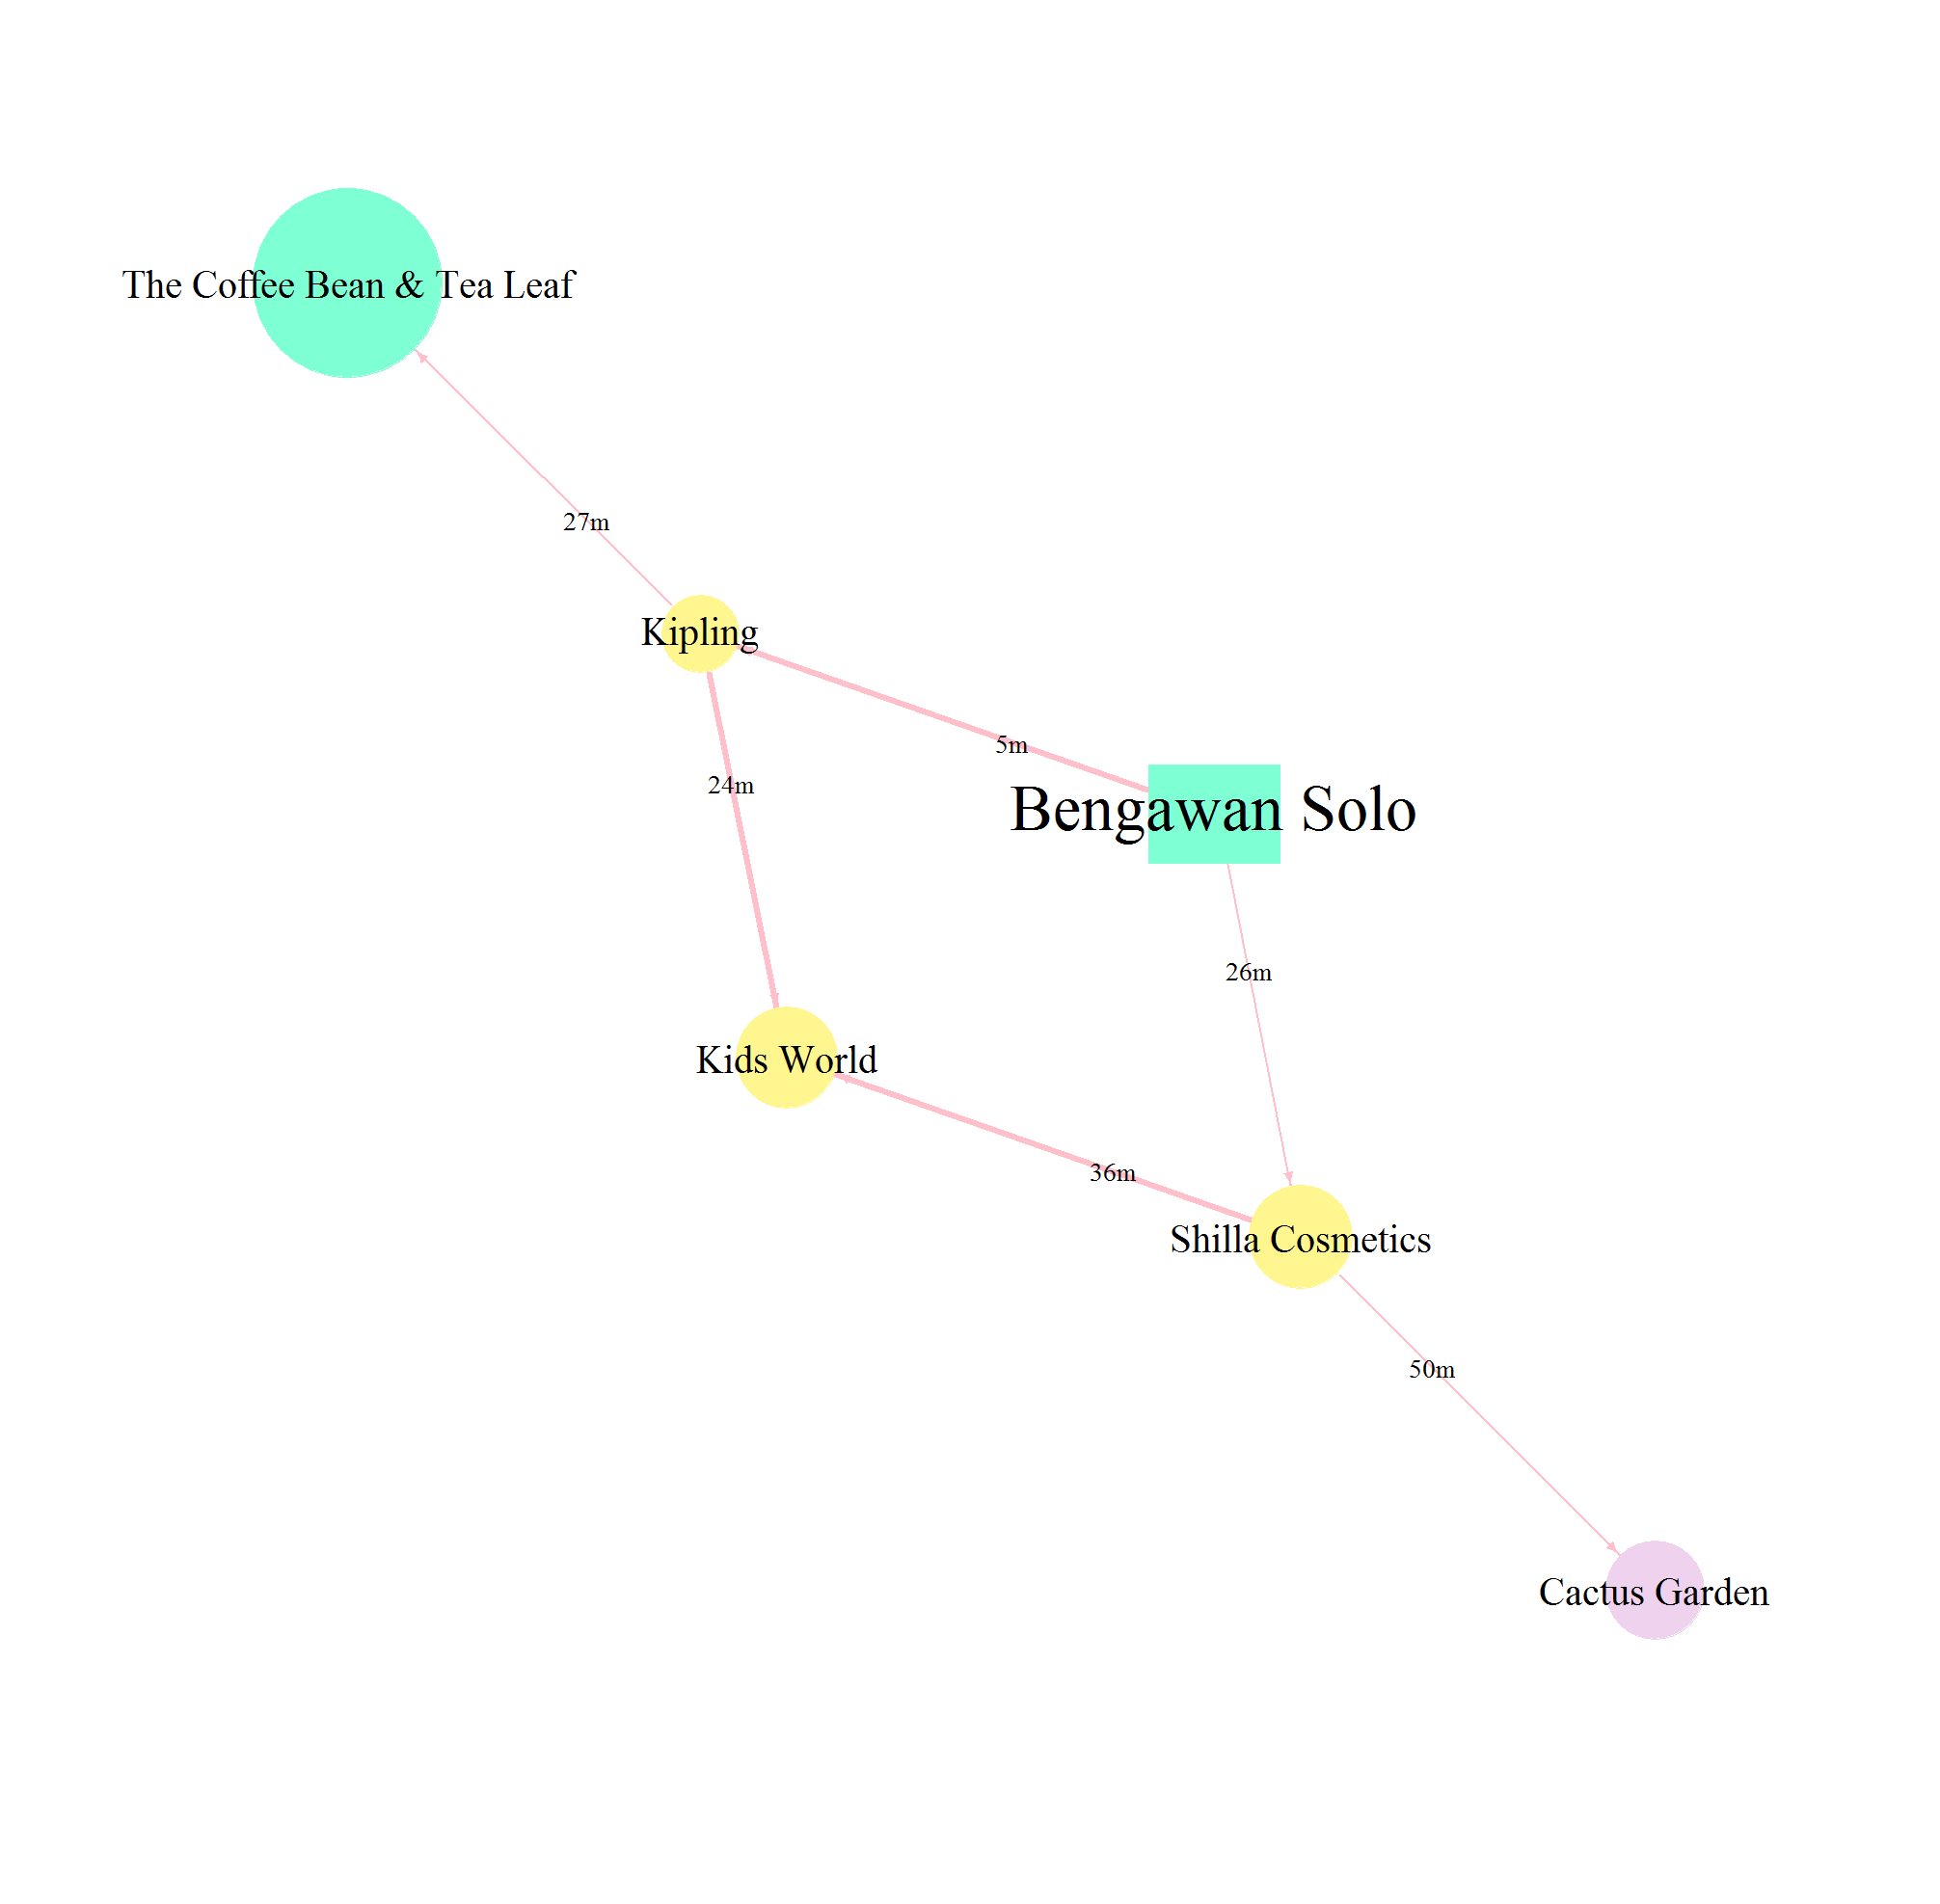 The Coffee Bean & Tea Leaf
27m
Kipling
5m
24m
Bengawan Solo
26m
Kids World
36m
Shilla Cosmetics
50m
Cactus Garden